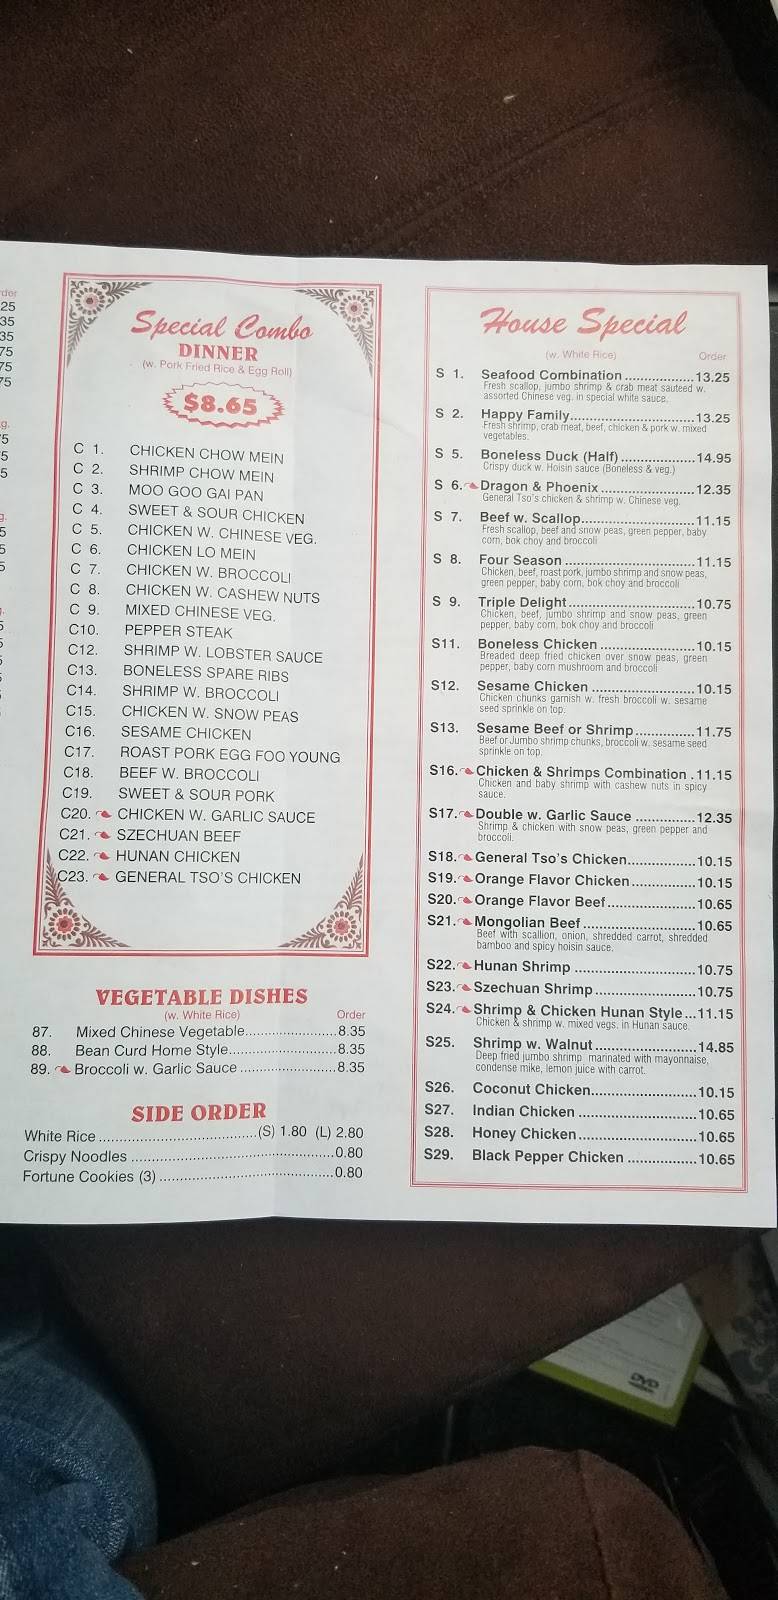 rder
25
35
35
75
75
75
g.
5
5
5
g.
5
5
5
Special Combo
DINNER
(w. Pork Fried Rice & Egg Roll)
$8.65
C 1. CHICKEN CHOW MEIN
C 2. SHRIMP CHOW MEIN
C 3. MOO GOO GAI PAN
C 4. SWEET & SOUR CHICKEN
C 5. CHICKEN W. CHINESE VEG.
C 6. CHICKEN LO MEIN
C 7. CHICKEN W. BROCCOLI
C 8. CHICKEN W. CASHEW NUTS
C 9. MIXED CHINESE VEG.
C10. PEPPER STEAK
C12. SHRIMP W. LOBSTER SAUCE
C13. BONELESS SPARE RIBS
C14. SHRIMP W. BROCCOLI
C15. CHICKEN W. SNOW PEAS
C16. SESAME CHICKEN
C17. ROAST PORK EGG FOO YOUNG
C18. BEEF W. BROCCOLI
C19. SWEET & SOUR PORK
C20. CHICKEN W. GARLIC SAUCE
C21. SZECHUAN BEEF
C22. HUNAN CHICKEN
C23. GENERAL TSO'S CHICKEN
VEGETABLE DISHES
(w. White Rice) Order
87. Mixed Chinese Vegetable.......................8.35
88. Bean Curd Home Style...........................8.35
89. Broccoli w. Garlic Sauce ........................8.35
SIDE ORDER
White Rice .......................................(S) 1.80 (L) 2.80
Crispy Noodles ...................................................0.80
Fortune Cookies (3) ............................................0.80
House Special
(w. White Rice) Order
S 1. Seafood Combination .................13.25
Fresh scallop, jumbo shrimp & crab meat sauteed w.
assorted Chinese veg. in special white sauce.
S 2. Happy Family...............................13.25
Fresh shrimp, crab meat, beef, chicken & pork w. mixed
vegetables.
S 5. Boneless Duck (Half) ..................14.95
Crispy duck w. Hoisin sauce (Boneless & veg.)
S 6. Dragon & Phoenix .......................12.35
General Tso's chicken & shrimp w. Chinese veg.
S 7. Beef w. Scallop............................11.15
Fresh scallop, beef and snow peas, green pepper, baby
corn, bok choy and broccoli
S 8. Four Season ................................11.15
Chicken, beef, roast pork, jumbo shrimp and snow peas,
green pepper, baby corn, bok choy and broccoli
S 9. Triple Delight...............................10.75
Chicken, beef, jumbo shrimp and snow peas, green
pepper, baby corn, bok choy and broccoli
S11. Boneless Chicken .......................10.15
Breaded deep fried chicken over snow peas, green
pepper, baby corn mushroom and broccoli
S12. Sesame Chicken .........................10.15
Chicken chunks garnish w. fresh broccoli w. sesame
seed sprinkle on top.
S13. Sesame Beef or Shrimp...............11.75
Beef or Jumbo shrimp chunks, broccoli w. sesame seed
sprinkle on top.
S16. Chicken & Shrimps Combination .11.15
Chicken and baby shrimp with cashew nuts in spicy
sauce.
S17. Double w. Garlic Sauce ...............12.35
Shrimp & chicken with snow peas, green pepper and
broccoli.
S18. General Tso's Chicken.................10.15
S19. Orange Flavor Chicken................10.15
S20. Orange Flavor Beef......................10.65
S21. Mongolian Beef ...........................10.65
Beef with scallion, onion, shredded carrot, shredded
bamboo and spicy hoisin sauce.
S22. Hunan Shrimp .............................10.75
S23. Szechuan Shrimp........................10.75
S24. Shrimp & Chicken Hunan Style...11.15
Chicken & shrimp w. mixed vegs. in Hunan sauce.
S25. Shrimp w. Walnut ........................14.85
Deep fried jumbo shrimp marinated with mayonnaise,
condense mike, lemon juice with carrot.
S26. Coconut Chicken.........................10.15
S27. Indian Chicken ............................10.65
S28. Honey Chicken............................10.65
S29. Black Pepper Chicken ................10.65
DVD